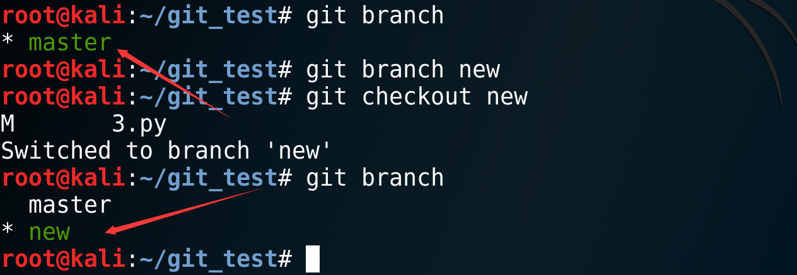 root@kali:~/git_test# git branch
* master
root@kali:~/git_test# git branch new
root@kali:~/git_test# git checkout new
M       3.py
Switched to branch 'new'
root@kali:~/git_test# git branch
  master
* new
root@kali:~/git_test#